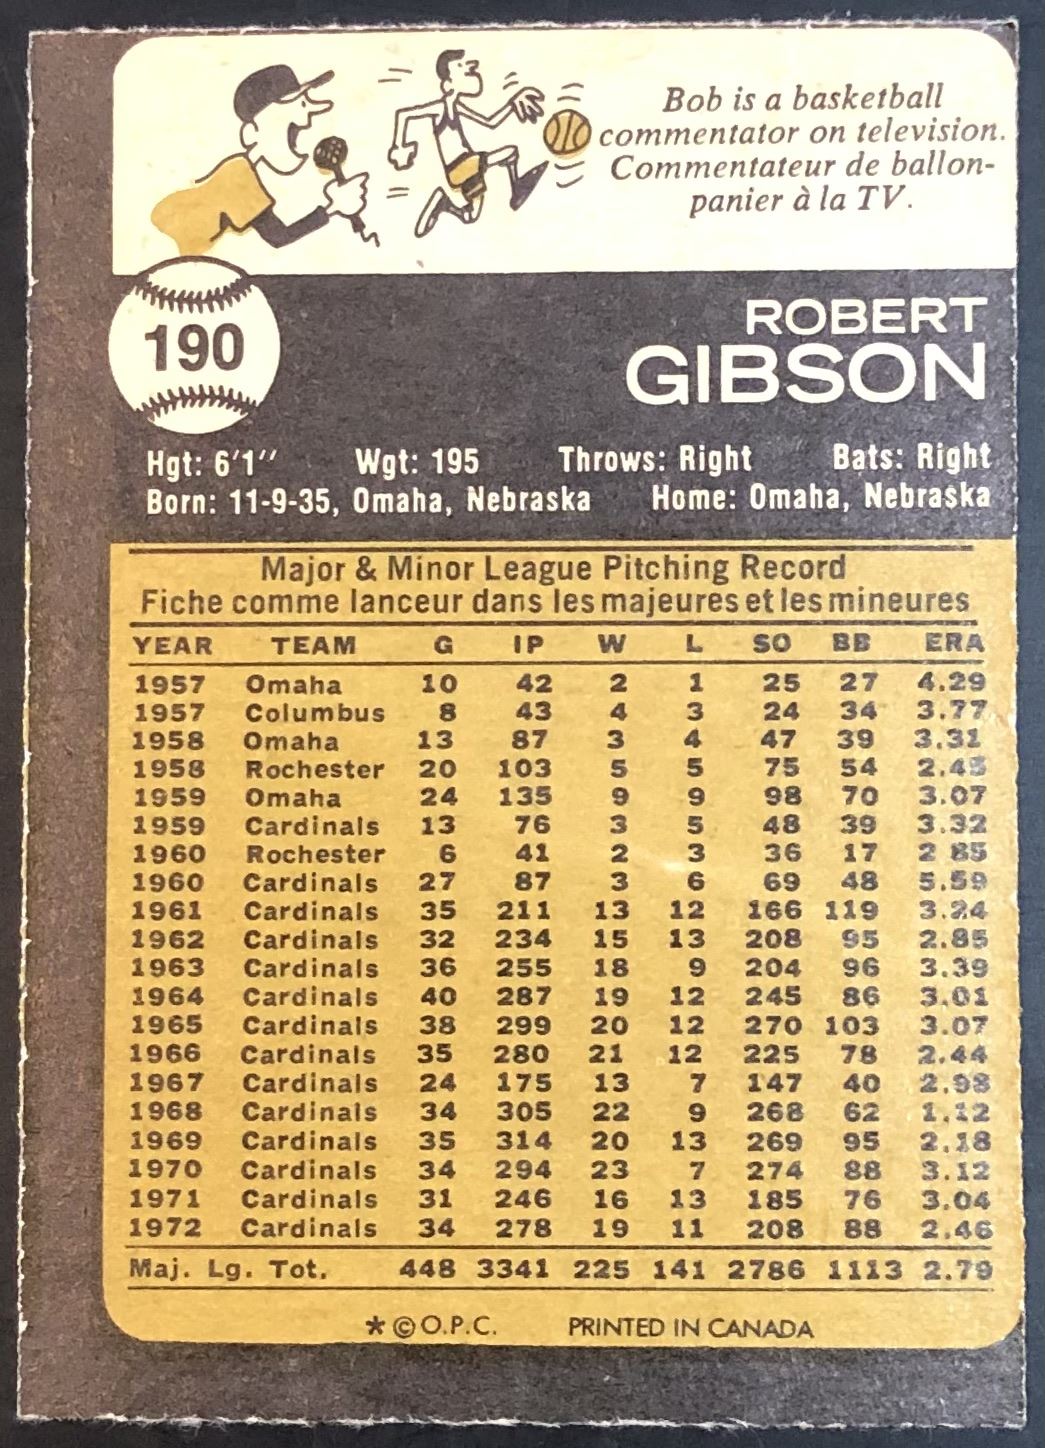 Bob is a basketball
commentator on television.
Commentateur de ballon-
panier à la TV.
190
ROBERT
GIBSON
Hgt: 6'1" Wgt: 195 Throws: Right Bats: Right
Born: 11-9-35, Omaha, Nebraska Home: Omaha, Nebraska
Major & Minor League Pitching Record
Fiche comme lanceur dans les majeures et les mineures
YEAR TEAM G IP W L SO BB ERA
1957 Omaha 10 42 2 1 25 27 4.29
1957 Columbus 8 43 4 3 24 34 3.77
1958 Omaha 13 87 3 4 47 39 3.31
1958 Rochester 20 103 5 5 75 54 2.45
1959 Omaha 24 135 9 9 98 70 3.07
1959 Cardinals 13 76 3 5 48 39 3.32
1960 Rochester 6 41 2 3 36 17 2 85
1960 Cardinals 27 87 3 6 69 48 5.59
1961 Cardinals 35 211 13 12 166 119 3.24
1962 Cardinals 32 234 15 13 208 95 2.85
1963 Cardinals 36 255 18 9 204 96 3.39
1964 Cardinals 40 287 19 12 245 86 3.01
1965 Cardinals 38 299 20 12 270 103 3.07
1966 Cardinals 35 280 21 12 225 78 2.44
1967 Cardinals 24 175 13 7 147 40 2.98
1968 Cardinals 34 305 22 9 268 62 1.12
1969 Cardinals 35 314 20 13 269 95 2.18
1970 Cardinals 34 294 23 7 274 88 3.12
1971 Cardinals 31 246 16 13 185 76 3.04
1972 Cardinals 34 278 19 11 208 88 2.46
Maj. Lg. Tot. 448 3341 225 141 2786 1113 2.79
* © O.P.C. PRINTED IN CANADA